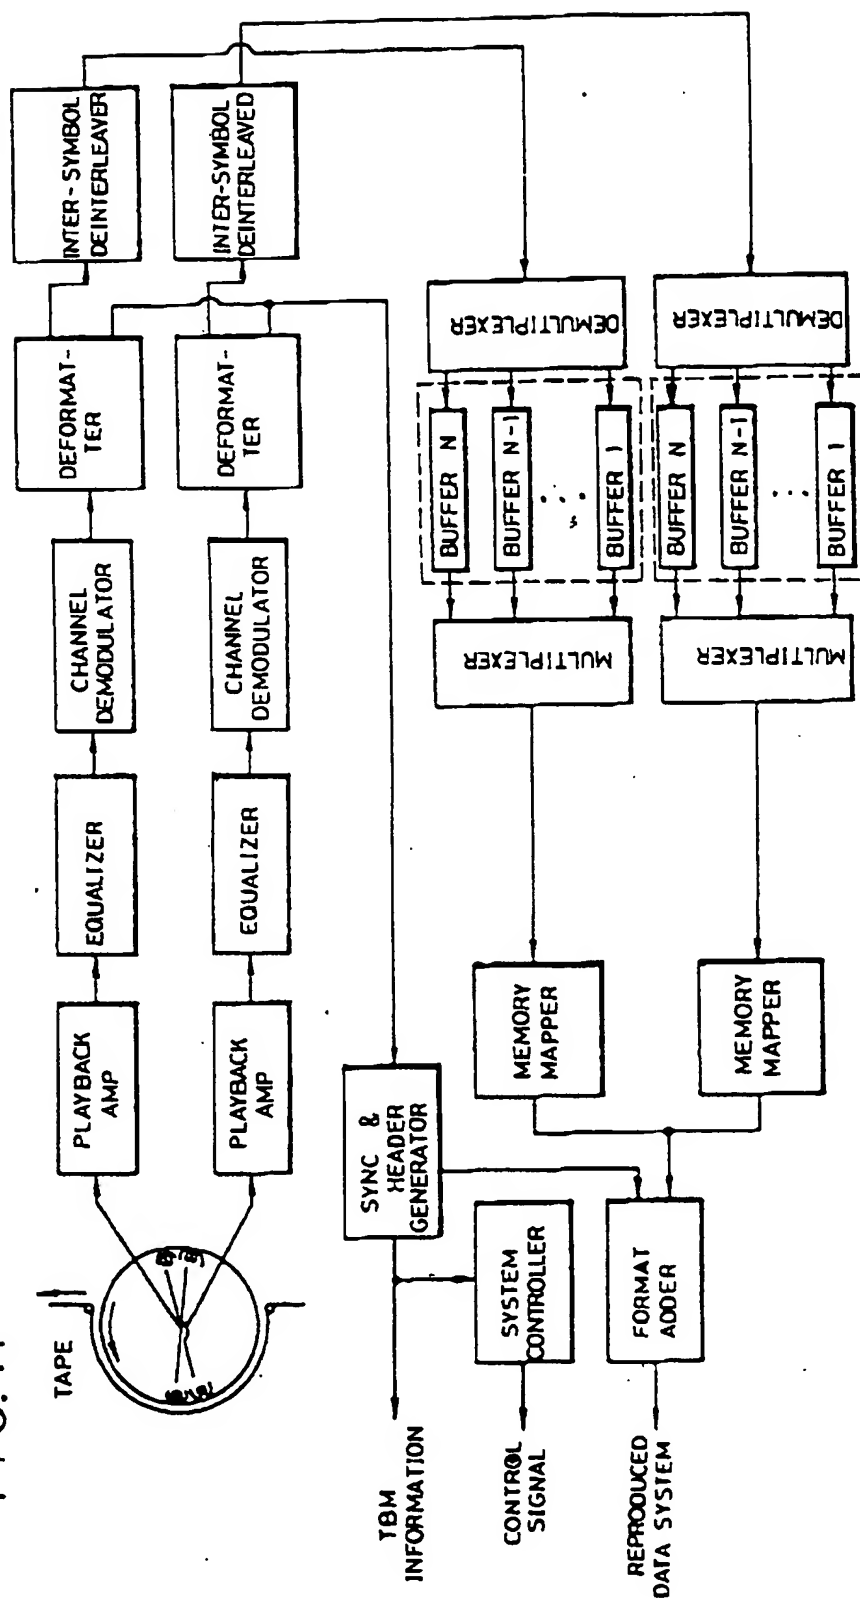 TAPE
PLAYBACK
AMP
EQUALIZER
CHANNEL
DEMODULATOR
DEFORMAT-
TER
INTER-SYMBOL
DEINTERLEAVER
PLAYBACK
AMP
EQUALIZER
CHANNEL
DEMODULATOR
DEFORMAT-
TER
INTER-SYMBOL
DEINTERLEAVED
TBM
INFORMATION
SYNC &
HEADER
GENERATOR
CONTROL
SIGNAL
SYSTEM
CONTROLLER
REPRODUCED
DATA SYSTEM
FORMAT
ADDER
MEMORY
MAPPER
MULTIPLEXER
BUFFER N
BUFFER N-1
...
BUFFER 1
DEMULTIPLEXER
MEMORY
MAPPER
MULTIPLEXER
BUFFER N
BUFFER N-1
...
BUFFER 1
DEMULTIPLEXER